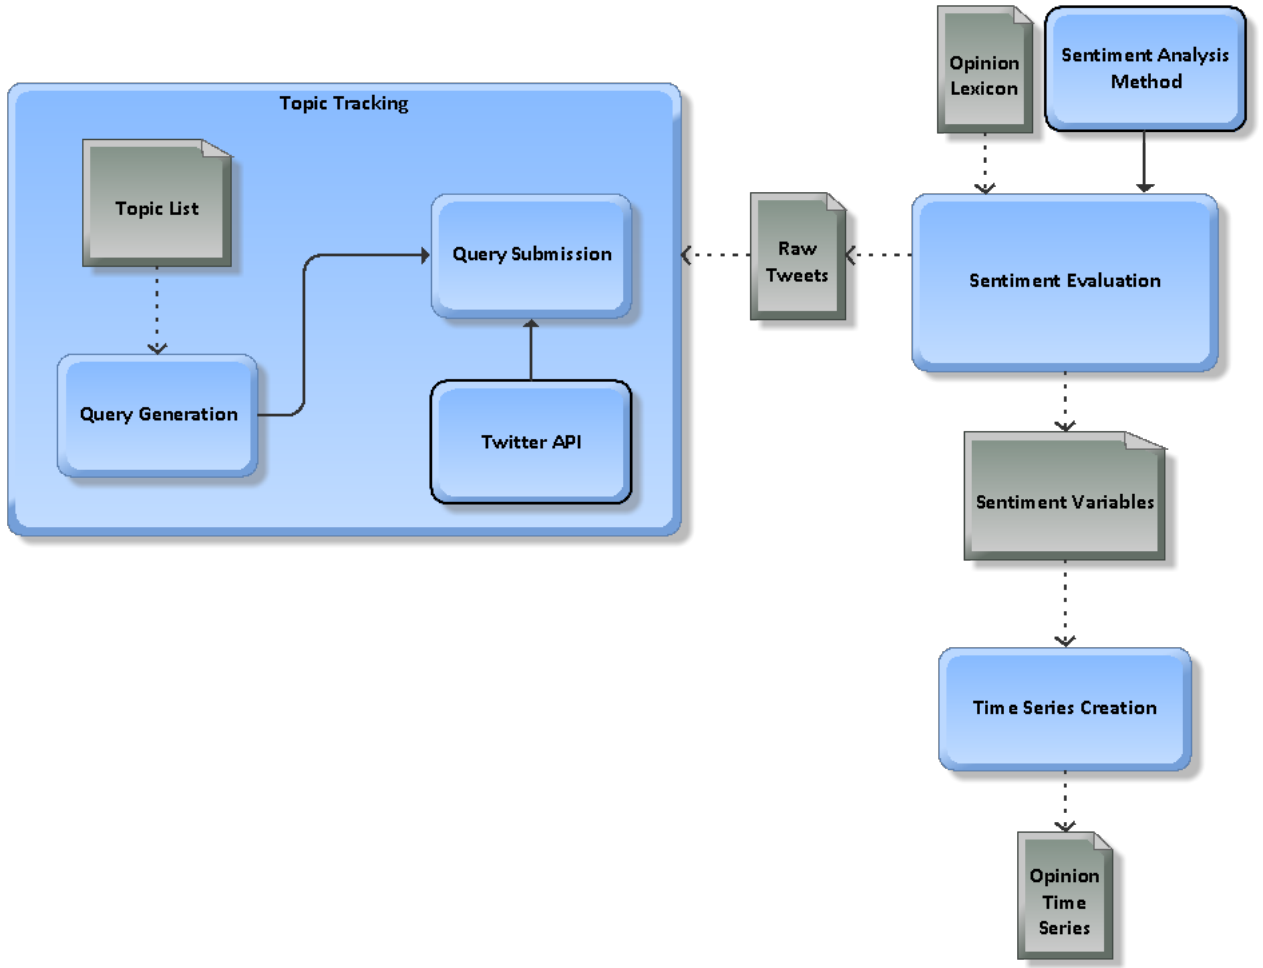 Topic Tracking
Topic List
Query Generation
Query Submission
Twitter API
Raw
Tweets
Opinion
Lexicon
Sentiment Analysis
Method
Sentiment Evaluation
Sentiment Variables
Time Series Creation
Opinion
Time
Series